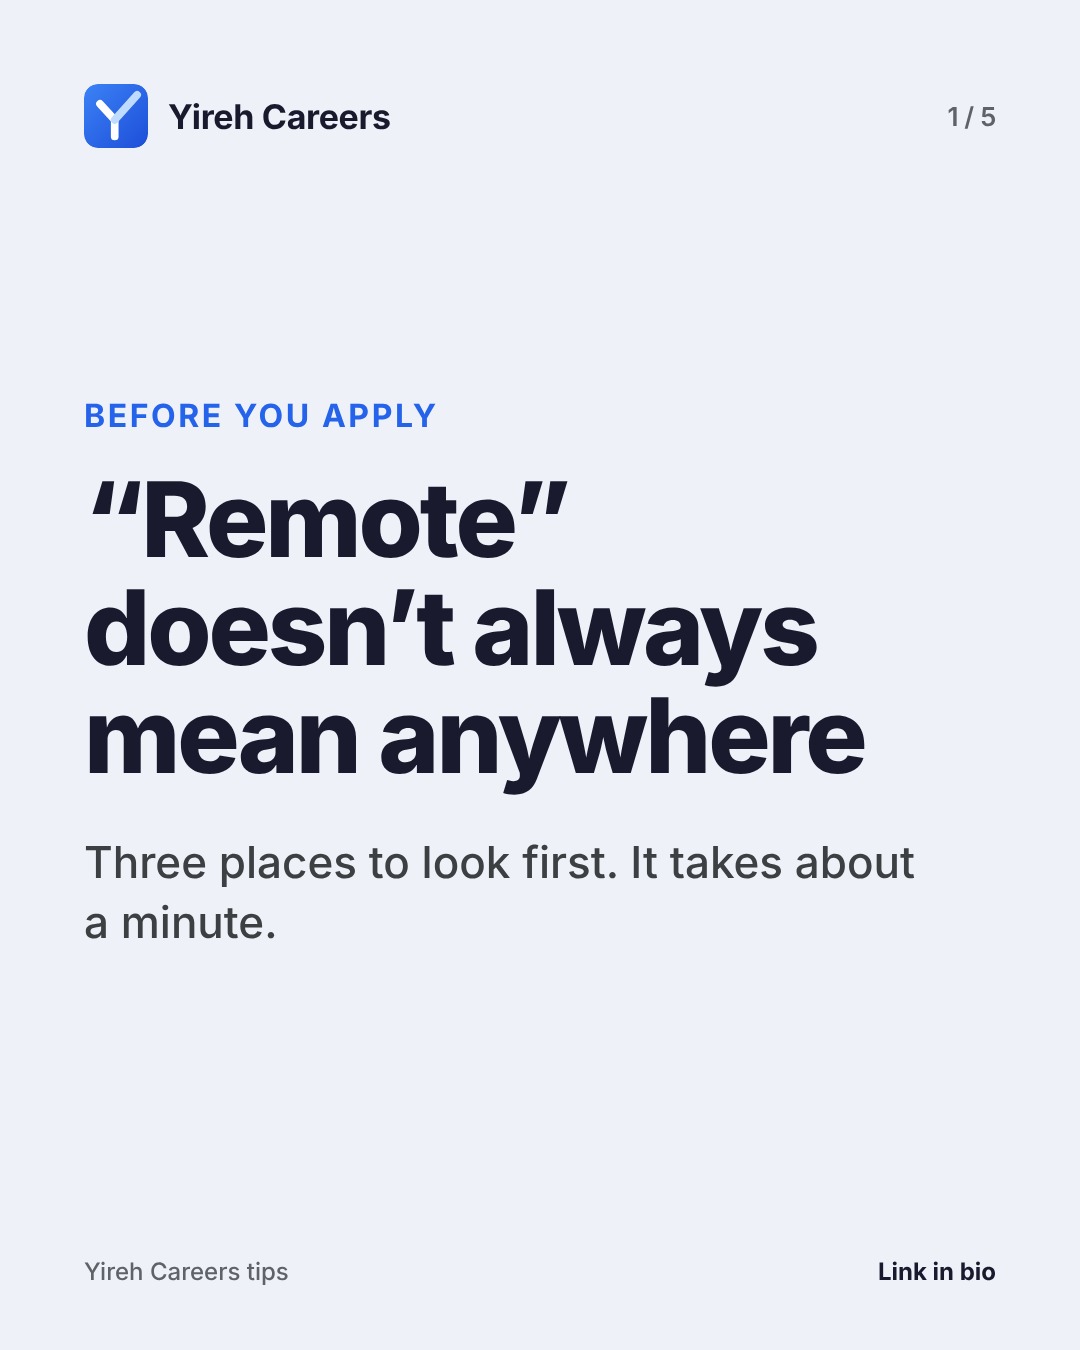 Yireh Careers
1 / 5
BEFORE YOU APPLY
“Remote”
doesn’t always
mean anywhere
Three places to look first. It takes about
a minute.
Yireh Careers tips
Link in bio